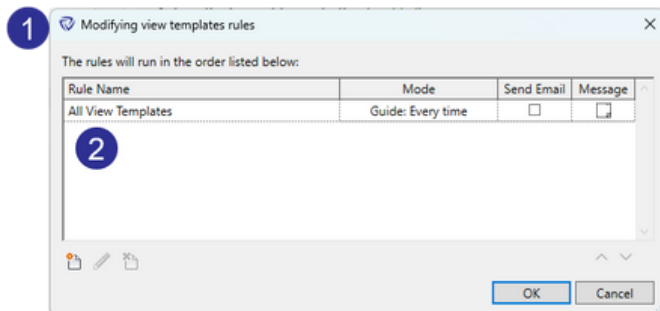 1
Modifying view templates rules
The rules will run in the order listed below:
Rule Name Mode Send Email Message
All View Templates Guide: Every time
2
OK Cancel